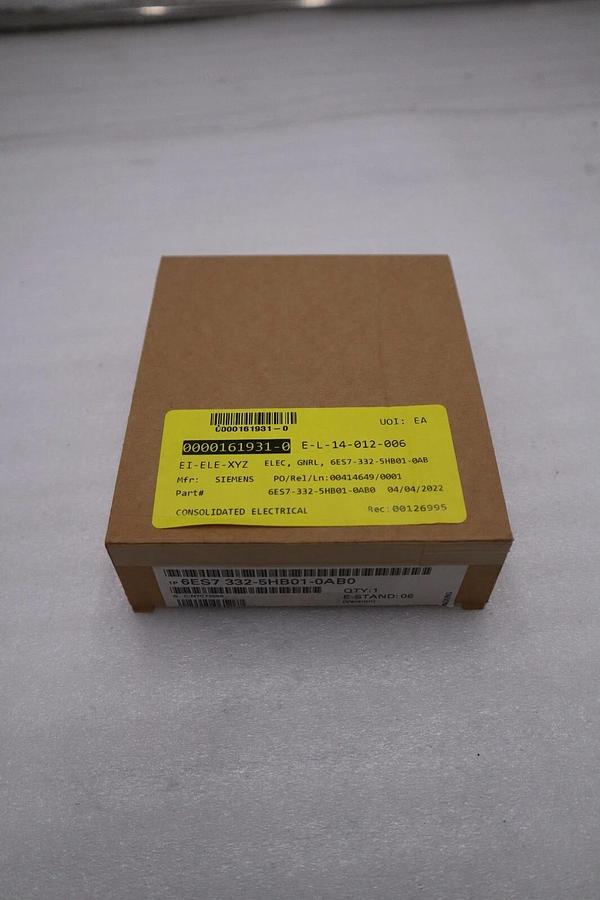 0000161931-0
UOI: EA
0000161931-0 E-L-14-012-006
EI-ELE-XYZ ELEC, GNRL, 6ES7-332-5HB01-0AB
Mfr: SIEMENS PO/Rel/Ln:00414649/0001
Part# 6ES7-332-5HB01-0AB0 04/04/2022
CONSOLIDATED ELECTRICAL Rec: 00126995
1P 6ES7 332-5HB01-0AB0
QTY:1
E-STAND:06